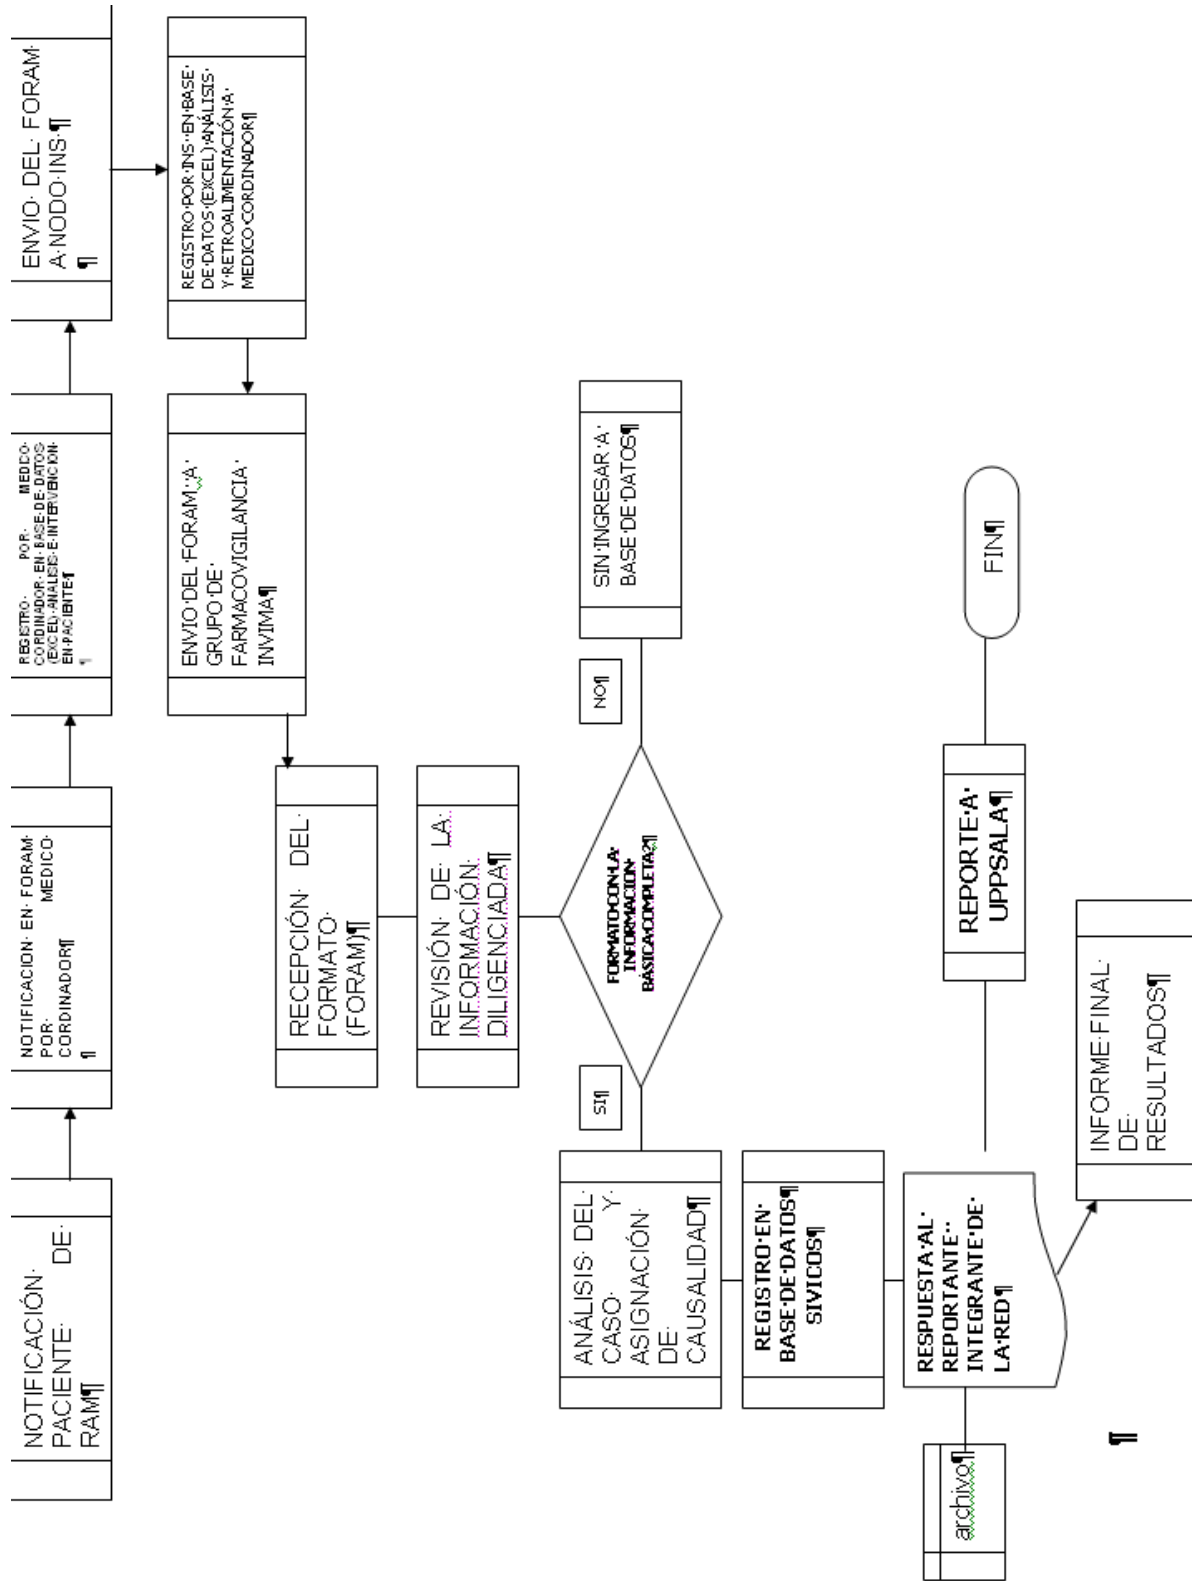 NOTIFICACIÓN·
PACIENTE· DE·
RAM¶
NOTIFICACION· EN· FORAM·
POR· MEDICO·
CORDINADOR¶
¶
REGISTRO· POR· MEDICO·
CORDINADOR· EN· BASE· DE· DATOS·
(EXCEL)· ANALISIS· E· INTERVENCION·
EN· PACIENTE·¶
¶
ENVIO· DEL· FORAM·
A·NODO·INS·¶
¶
REGISTRO·POR·INS··EN·BASE·
DE·DATOS·(EXCEL)·ANÁLISIS·
Y·RETROALIMENTACIÓN·A·
MEDICO·CORDINADOR¶
ENVIO·DEL·FORAM··A·
GRUPO·DE·
FARMACOVIGILANCIA·
INVIMA¶
RECEPCIÓN· DEL·
FORMATO·
(FORAM)¶
REVISIÓN· DE· LA·
INFORMACIÓN·
DILIGENCIADA¶
FORMATO·CON·LA·
INFORMACION·
BÁSICA·COMPLETA?¶
NO¶
SIN·INGRESAR·A·
BASE·DE·DATOS¶
SI¶
ANÁLISIS· DEL·
CASO· Y·
ASIGNACIÓN·
DE·
CAUSALIDAD¶
REGISTRO·EN·
BASE·DE·DATOS¶
SIVICOS¶
RESPUESTA·AL·
REPORTANTE··
INTEGRANTE·DE·
LA·RED¶
archivo¶
INFORME·FINAL·
DE·
RESULTADOS¶
REPORTE·A·
UPPSALA¶
FIN¶
¶